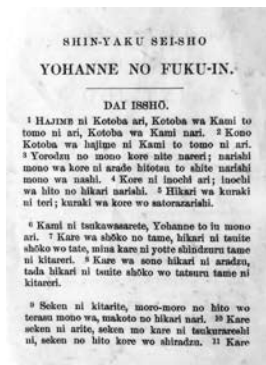 SHIN-YAKU SEI-SHO
YOHANNE NO FUKU-IN.
DAI ISSHŌ.
1 HAJIME ni Kotoba ari, Kotoba wa Kami to
tomo ni ari, Kotoba wa Kami nari. 2 Kono
Kotoba wa hajime ni Kami to tomo ni ari.
3 Yorodzu no mono kore nite nareri; narishi
mono wa kore ni arade hitotsu to shite narishi
mono wa nashi. 4 Kore ni inochi ari; inochi
wa hito no hikari narishi. 5 Hikari wa kuraki
ni teri; kuraki wa kore wo satorazarishi.
6 Kami ni tsukawasarete, Yohane to iu mono
ari. 7 Kare wa shōko no tame, hikari ni tsuite
shōko wo tate, mina kare ni yotte shindzuru tame
ni kitareri. 8 Kare wa sono hikari ni aradzu,
tada hikari ni tsuite shōko wo tatsuru tame ni
kitareri.
9 Seken ni kitarite, moro-moro no hito wo
terasu mono wa, makoto no hikari nari. 10 Kare
seken ni arite, seken mo kare ni tsukurareshi
ni, seken no hito kore wo shiradzu. 11 Kare